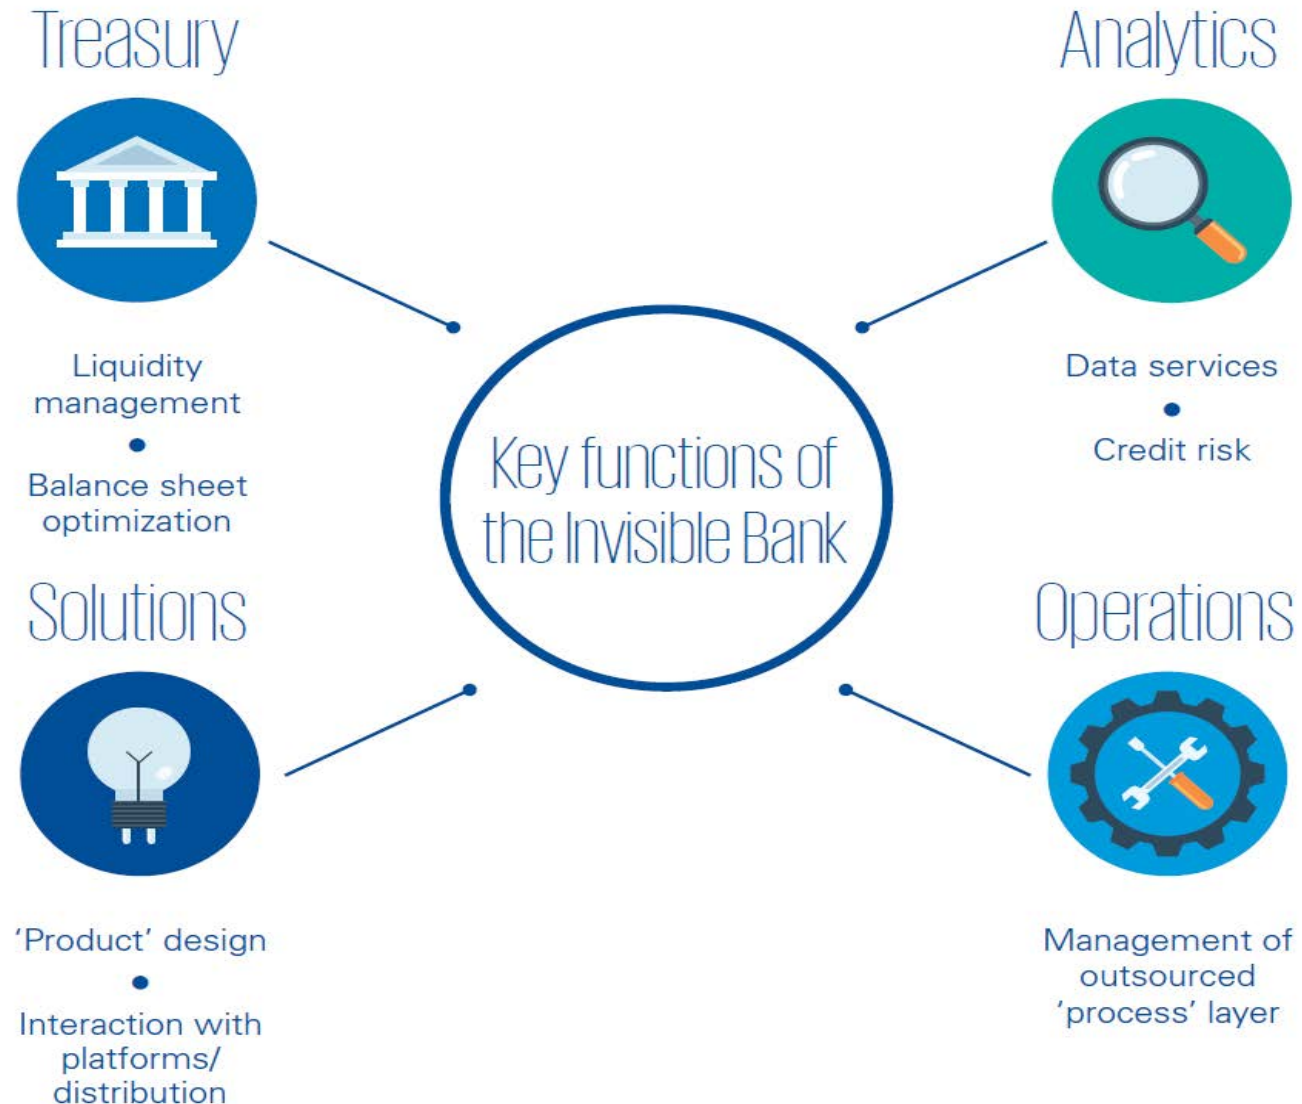 Treasury
Liquidity
management
•
Balance sheet
optimization
Analytics
Data services
•
Credit risk
Key functions of
the Invisible Bank
Solutions
‘Product’ design
•
Interaction with
platforms/
distribution
Operations
Management of
outsourced
‘process’ layer